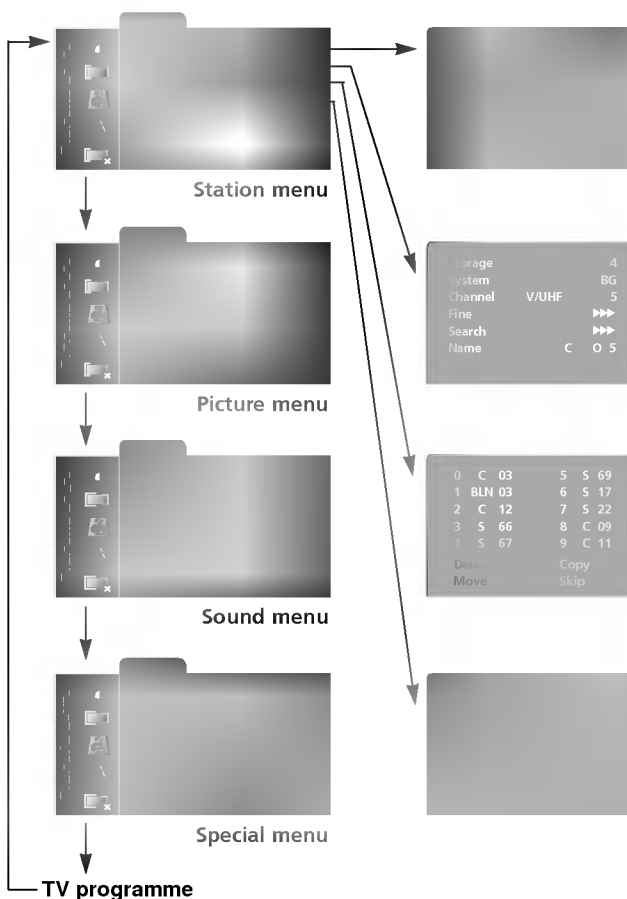 Station menu
Storage 4
System BG
Channel V/UHF 5
Fine
Search
Name C O 5
Picture menu
0 C 03 5 S 69
1 BLN 03 6 S 17
2 C 12 7 S 22
3 S 66 8 C 09
4 S 67 9 C 11
Delete Copy
Move Skip
Sound menu
Special menu
TV programme